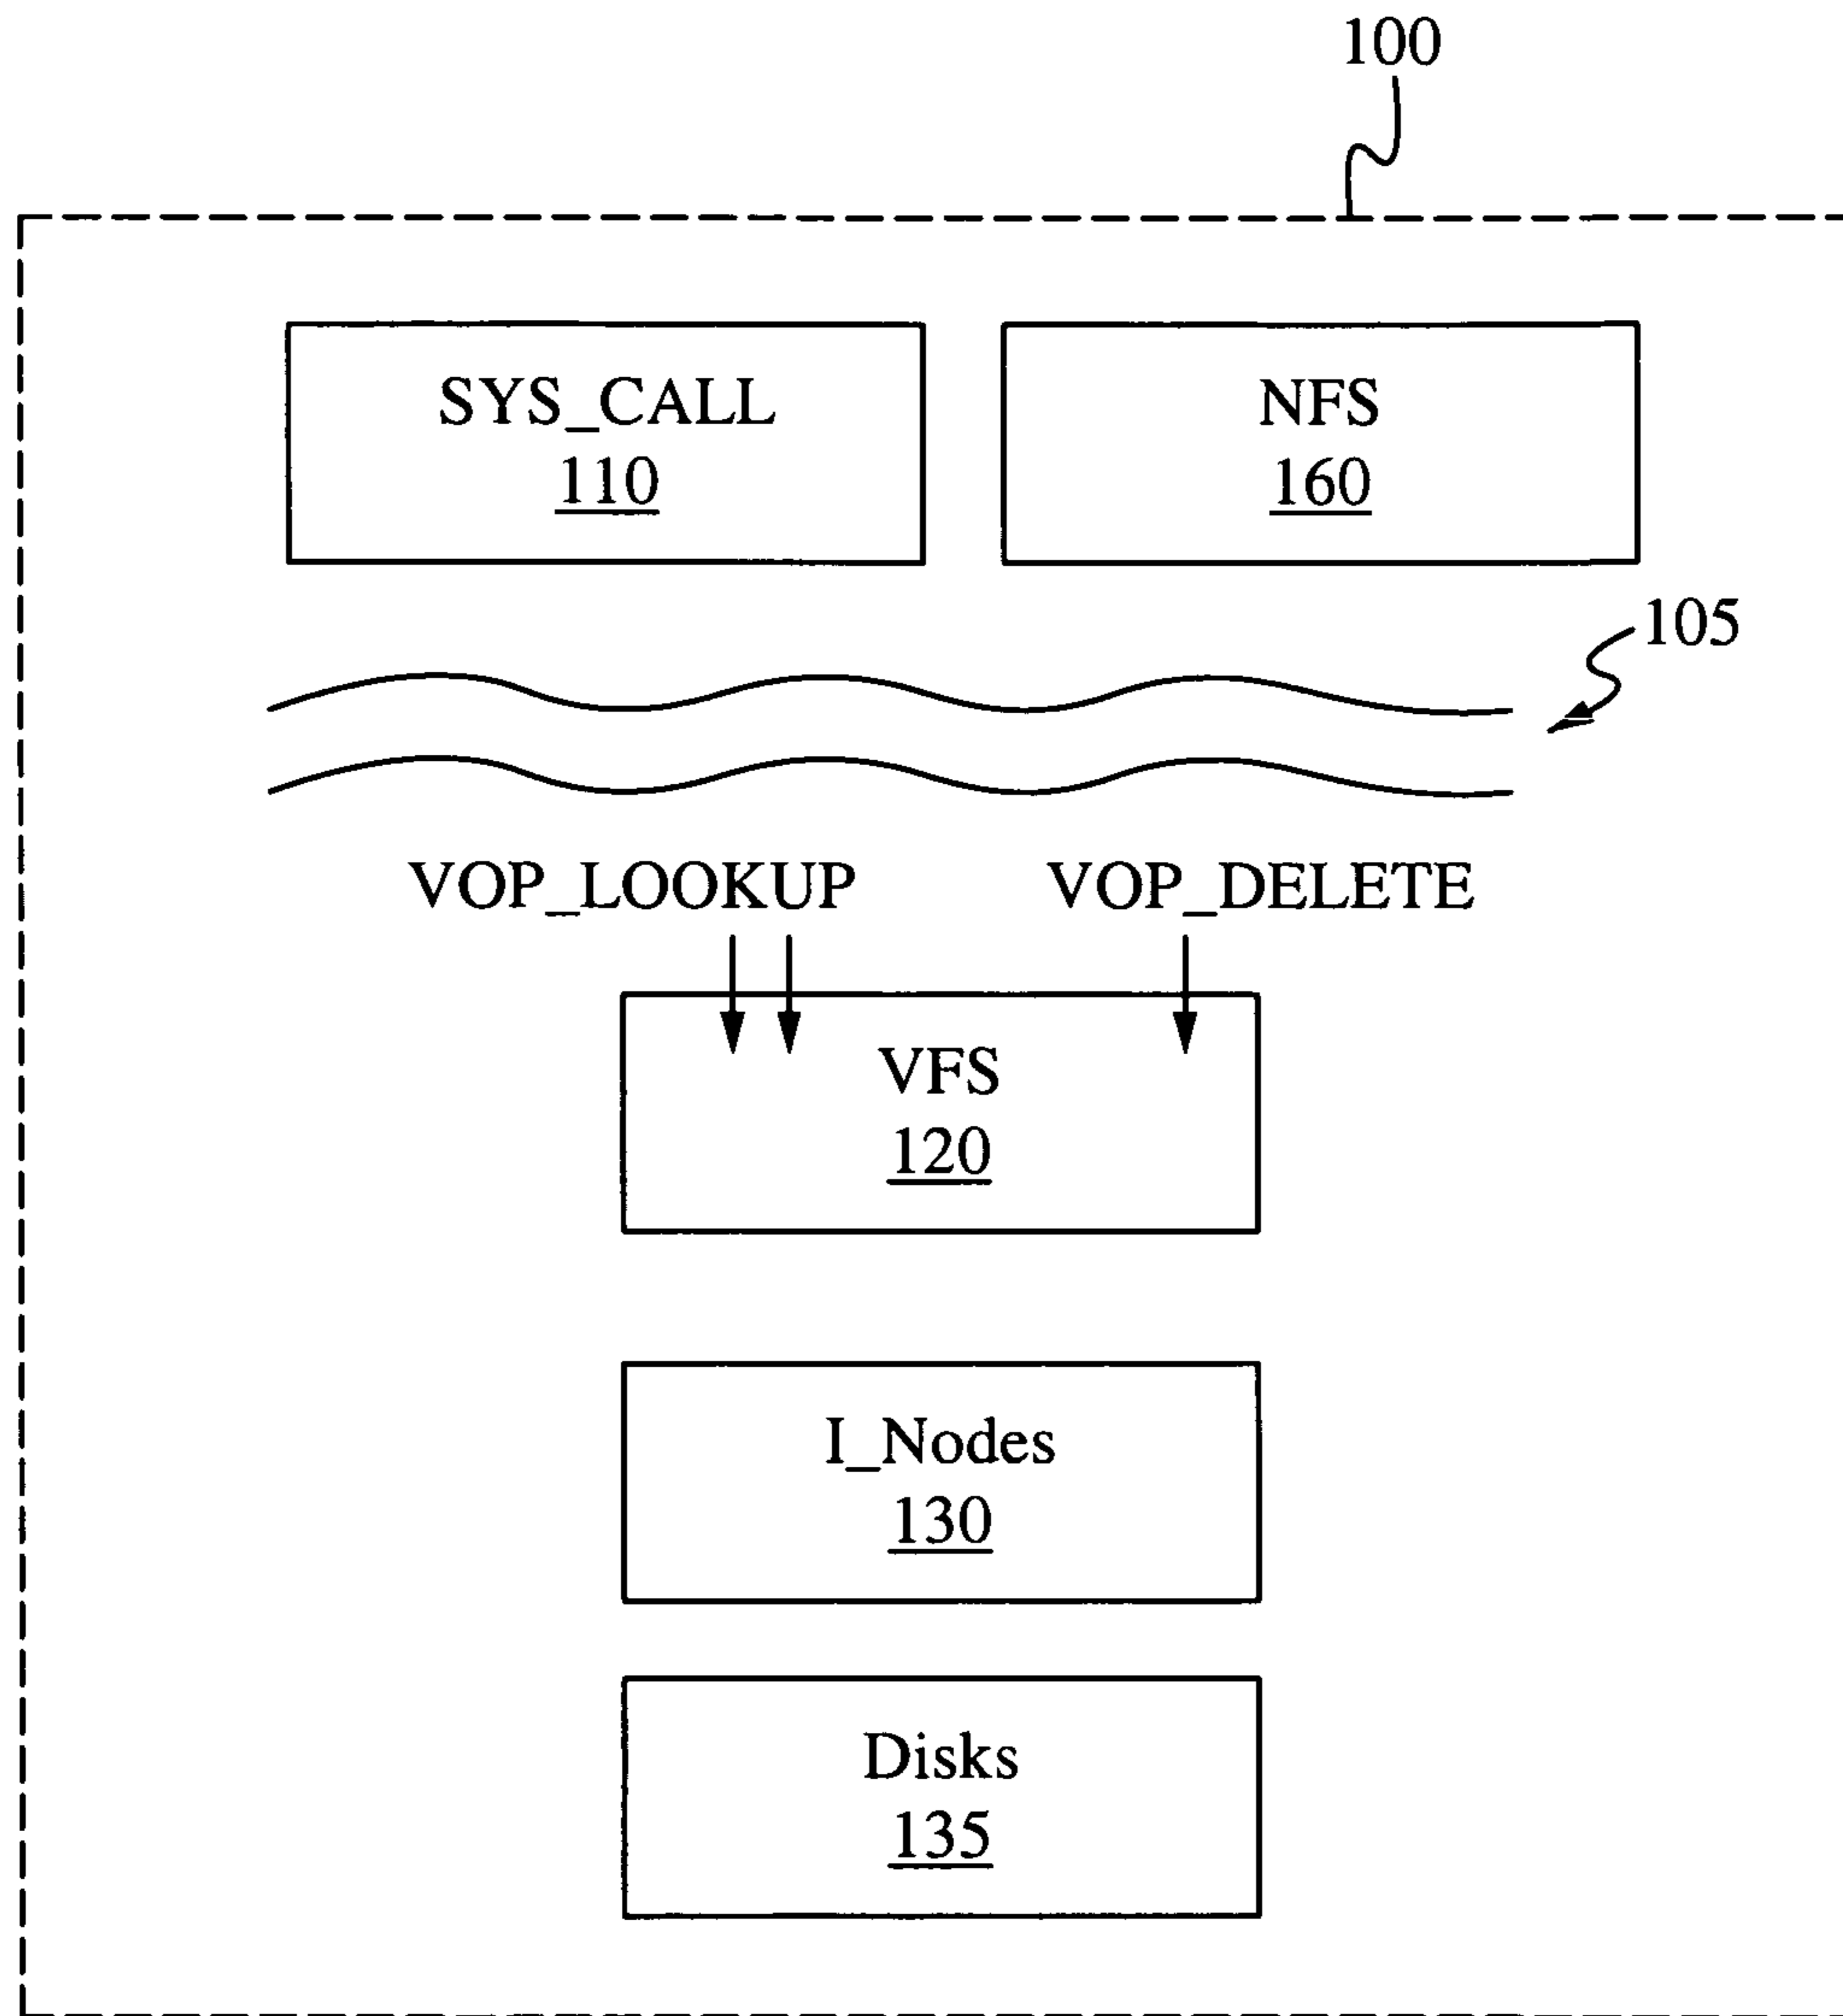 100
SYS_CALL
110
NFS
160
105
VOP_LOOKUP
VOP_DELETE
VFS
120
I_Nodes
130
Disks
135